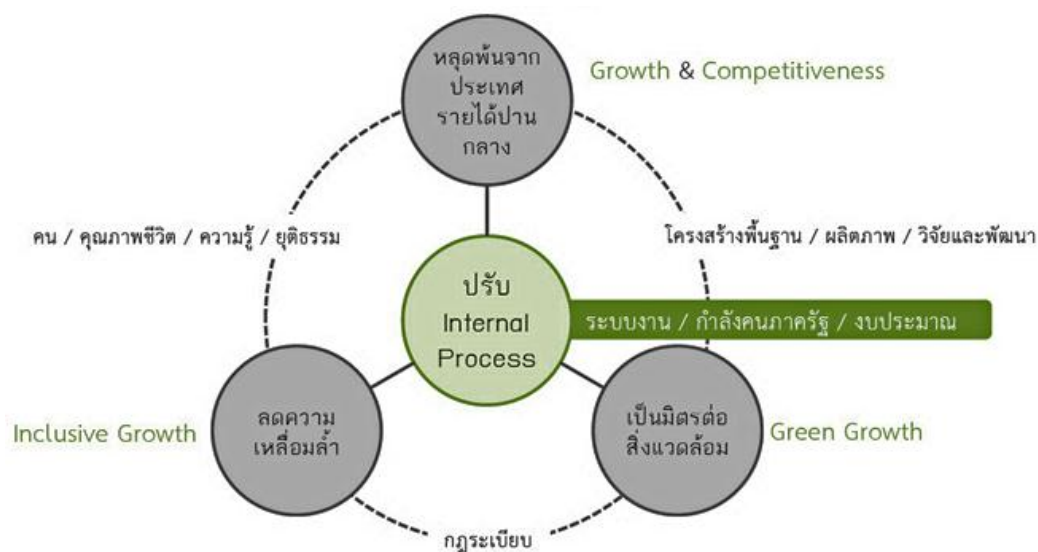 หลุดพ้นจาก
ประเทศ
รายได้ปาน
กลาง
Growth & Competitiveness
คน / คุณภาพชีวิต / ความรู้ / ยุติธรรม
โครงสร้างพื้นฐาน / ผลิตภาพ / วิจัยและพัฒนา
ปรับ
Internal
Process
ระบบงาน / กำลังคนภาครัฐ / งบประมาณ
Inclusive Growth
ลดความ
เหลื่อมล้ำ
เป็นมิตรต่อ
สิ่งแวดล้อม
Green Growth
กฎระเบียบ